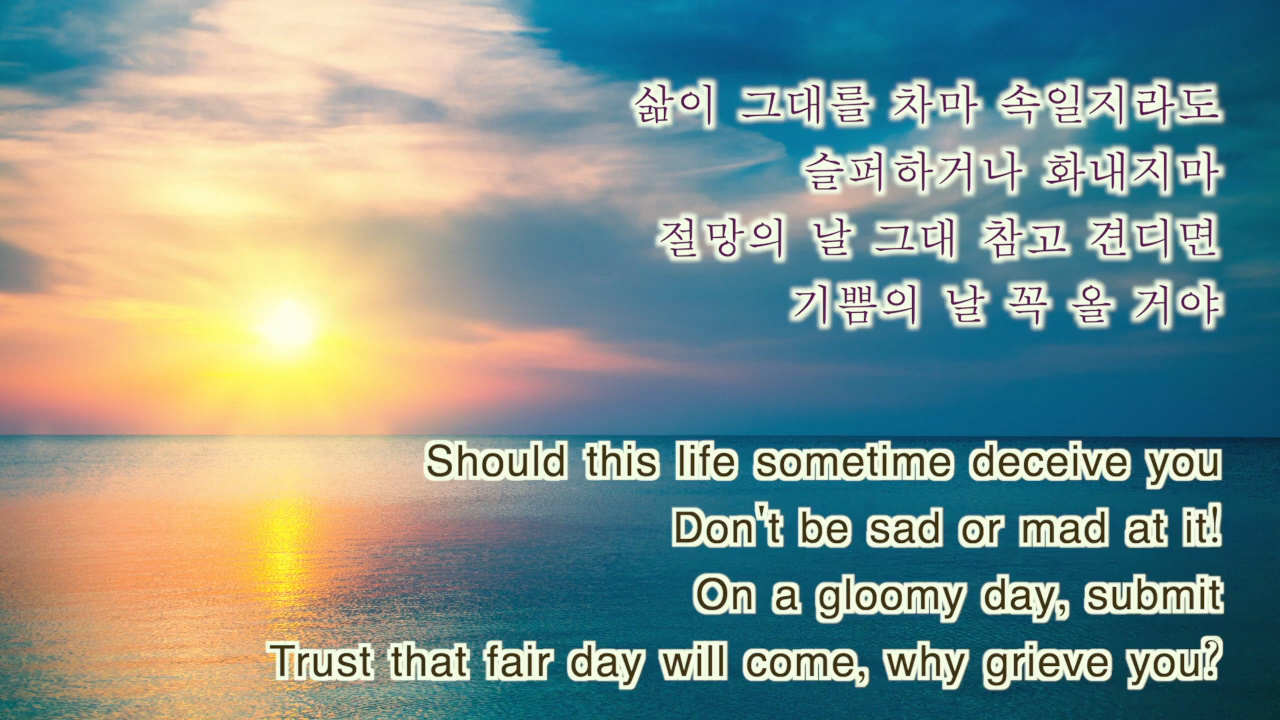 삶이 그대를 차마 속일지라도
슬퍼하거나 화내지마
절망의 날 그대 참고 견디면
기쁨의 날 꼭 올 거야
Should this life sometime deceive you
Don't be sad or mad at it!
On a gloomy day, submit
Trust that fair day will come, why grieve you?